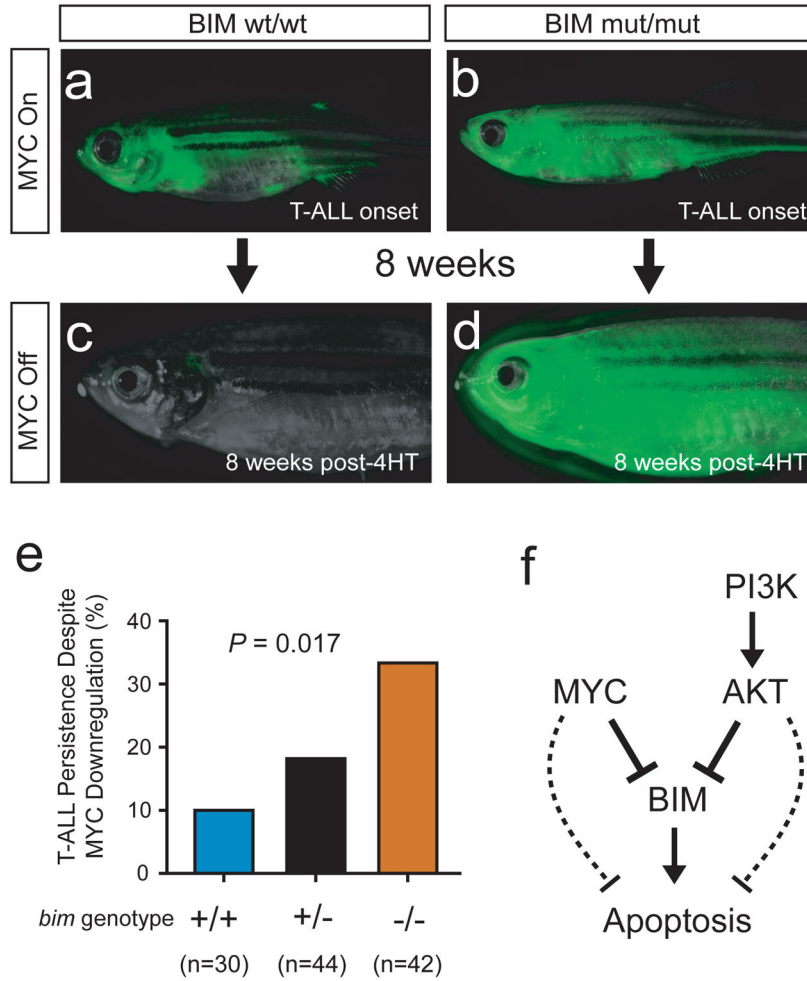 BIM wt/wt
BIM mut/mut
MYC On
a
T-ALL onset
b
T-ALL onset
8 weeks
MYC Off
c
8 weeks post-4HT
d
8 weeks post-4HT
e
T-ALL Persistence Despite
MYC Downregulation (%)
40
30
20
10
0
P = 0.017
bim genotype +/+ +/- -/-
(n=30) (n=44) (n=42)
f
PI3K
MYC AKT
BIM
Apoptosis